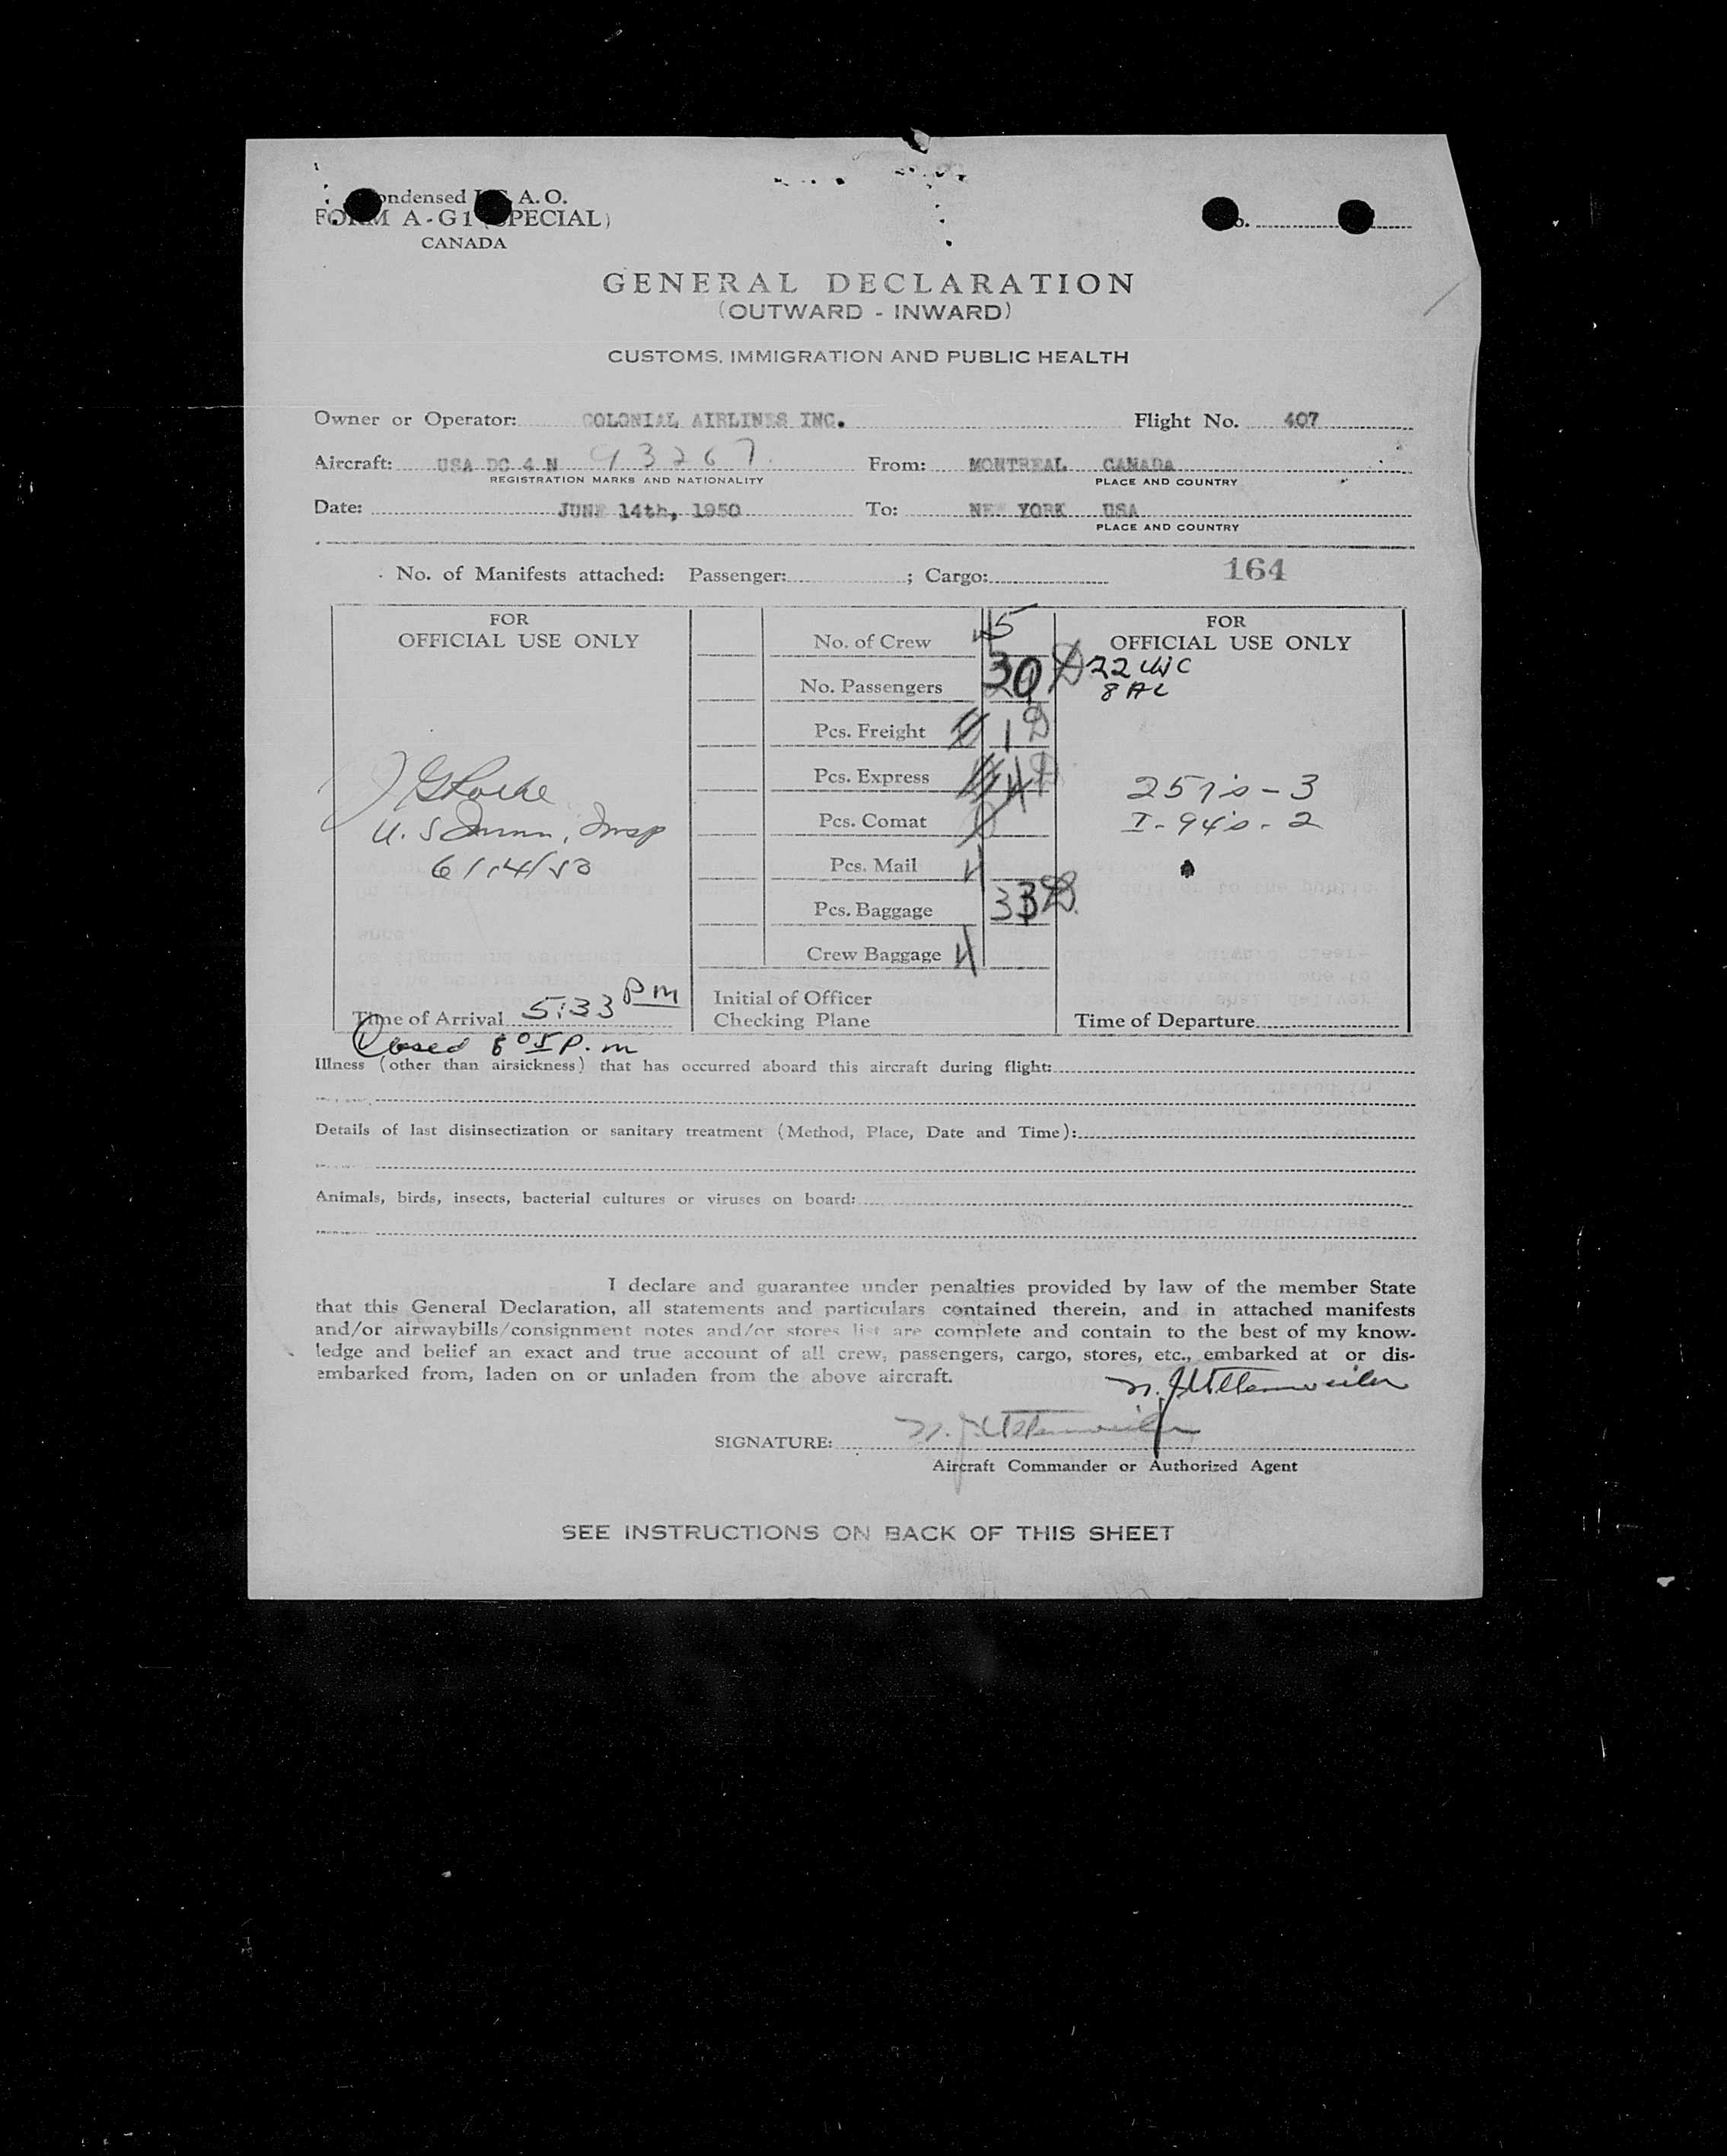 ondensed A. O.
FORM A - G 1 (SPECIAL)
CANADA
GENERAL DECLARATION
(OUTWARD - INWARD)
CUSTOMS, IMMIGRATION AND PUBLIC HEALTH
Owner or Operator: COLONIAL AIRLINES INC. Flight No. 407
Aircraft: USA DC 4 N 93267 From: MONTREAL CANADA
REGISTRATION MARKS AND NATIONALITY PLACE AND COUNTRY
Date: JUNE 14th, 1950 To: NEW YORK USA
PLACE AND COUNTRY
No. of Manifests attached: Passenger: ; Cargo: 164
FOR
OFFICIAL USE ONLY
U. S Imm. Insp
6/14/50
Time of Arrival 5:33 PM
Closed 6 05 P. m
No. of Crew 5
No. Passengers 30
Pcs. Freight 1
Pcs. Express 4
Pcs. Comat
Pcs. Mail
Pcs. Baggage 33
Crew Baggage
Initial of Officer
Checking Plane
FOR
OFFICIAL USE ONLY
22 UsC
8 AL
257's - 3
I - 94's - 2
Time of Departure
Illness (other than airsickness) that has occurred aboard this aircraft during flight:
Details of last disinsectization or sanitary treatment (Method, Place, Date and Time):
Animals, birds, insects, bacterial cultures or viruses on board:
I declare and guarantee under penalties provided by law of the member State
that this General Declaration, all statements and particulars contained therein, and in attached manifests
and/or airwaybills/consignment notes and/or stores list are complete and contain to the best of my know-
ledge and belief an exact and true account of all crew, passengers, cargo, stores, etc., embarked at or dis-
embarked from, laden on or unladen from the above aircraft.
SIGNATURE:
Aircraft Commander or Authorized Agent
SEE INSTRUCTIONS ON BACK OF THIS SHEET